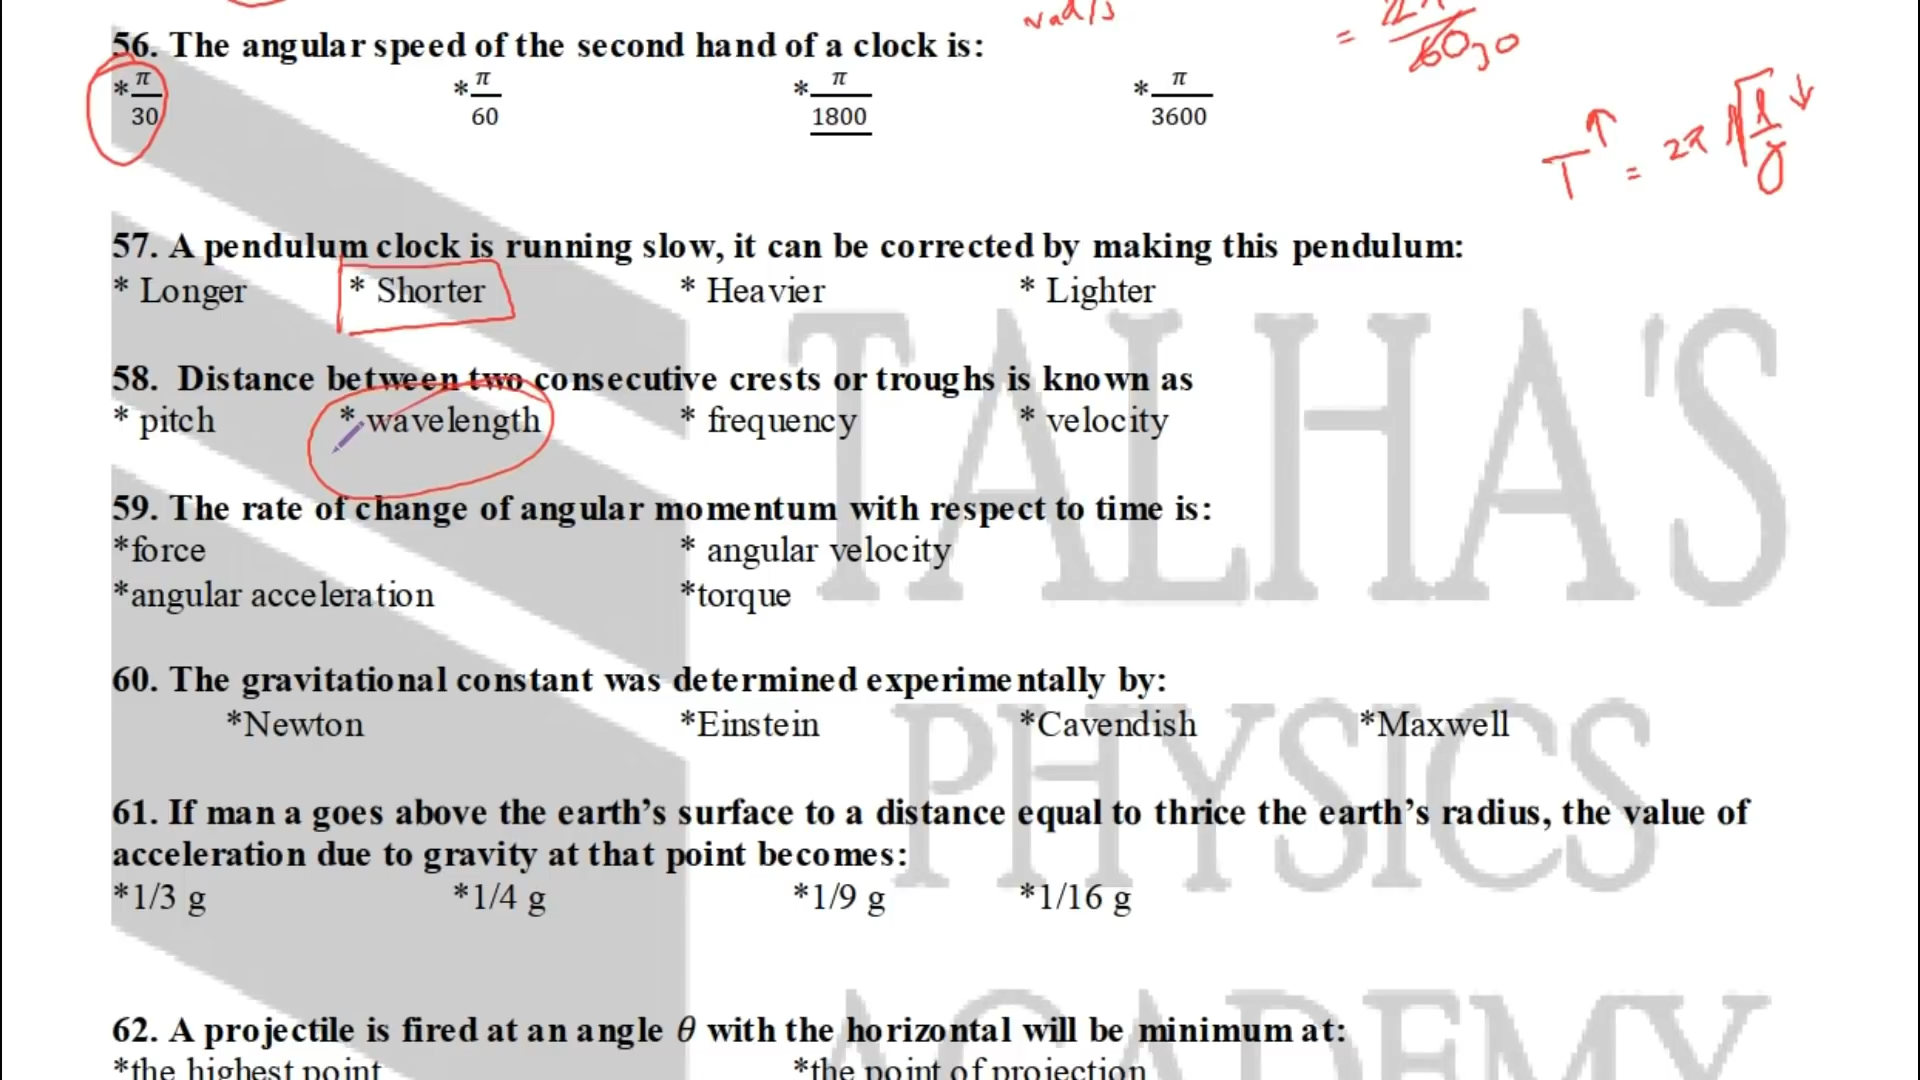 rad/s
56. The angular speed of the second hand of a clock is:
= 2π/60 30
*π/30 *π/60 *π/1800 *π/3600
T↑ = 2π √l/g ↓
57. A pendulum clock is running slow, it can be corrected by making this pendulum:
* Longer * Shorter * Heavier * Lighter
58. Distance between two consecutive crests or troughs is known as
* pitch * wavelength * frequency * velocity
59. The rate of change of angular momentum with respect to time is:
*force * angular velocity
*angular acceleration *torque
60. The gravitational constant was determined experimentally by:
*Newton *Einstein *Cavendish *Maxwell
61. If man a goes above the earth’s surface to a distance equal to thrice the earth’s radius, the value of
acceleration due to gravity at that point becomes:
*1/3 g *1/4 g *1/9 g *1/16 g
62. A projectile is fired at an angle θ with the horizontal will be minimum at:
*the highest point *the point of projection
TALHA'S
PHYSICS
ACADEMY